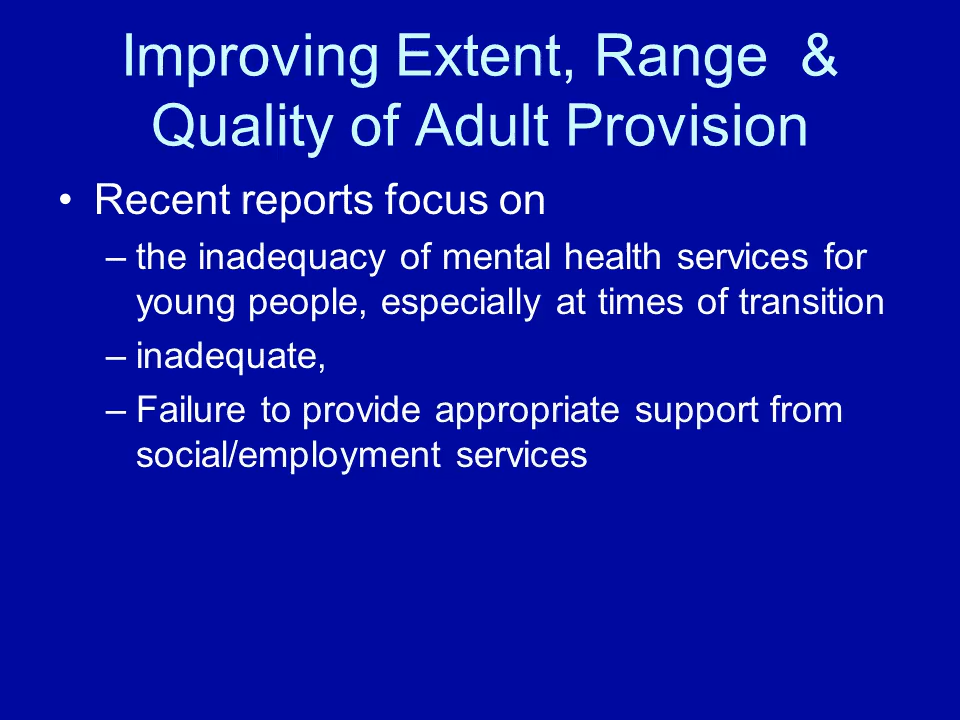 Improving Extent, Range &
Quality of Adult Provision
• Recent reports focus on
– the inadequacy of mental health services for
young people, especially at times of transition
– inadequate,
– Failure to provide appropriate support from
social/employment services